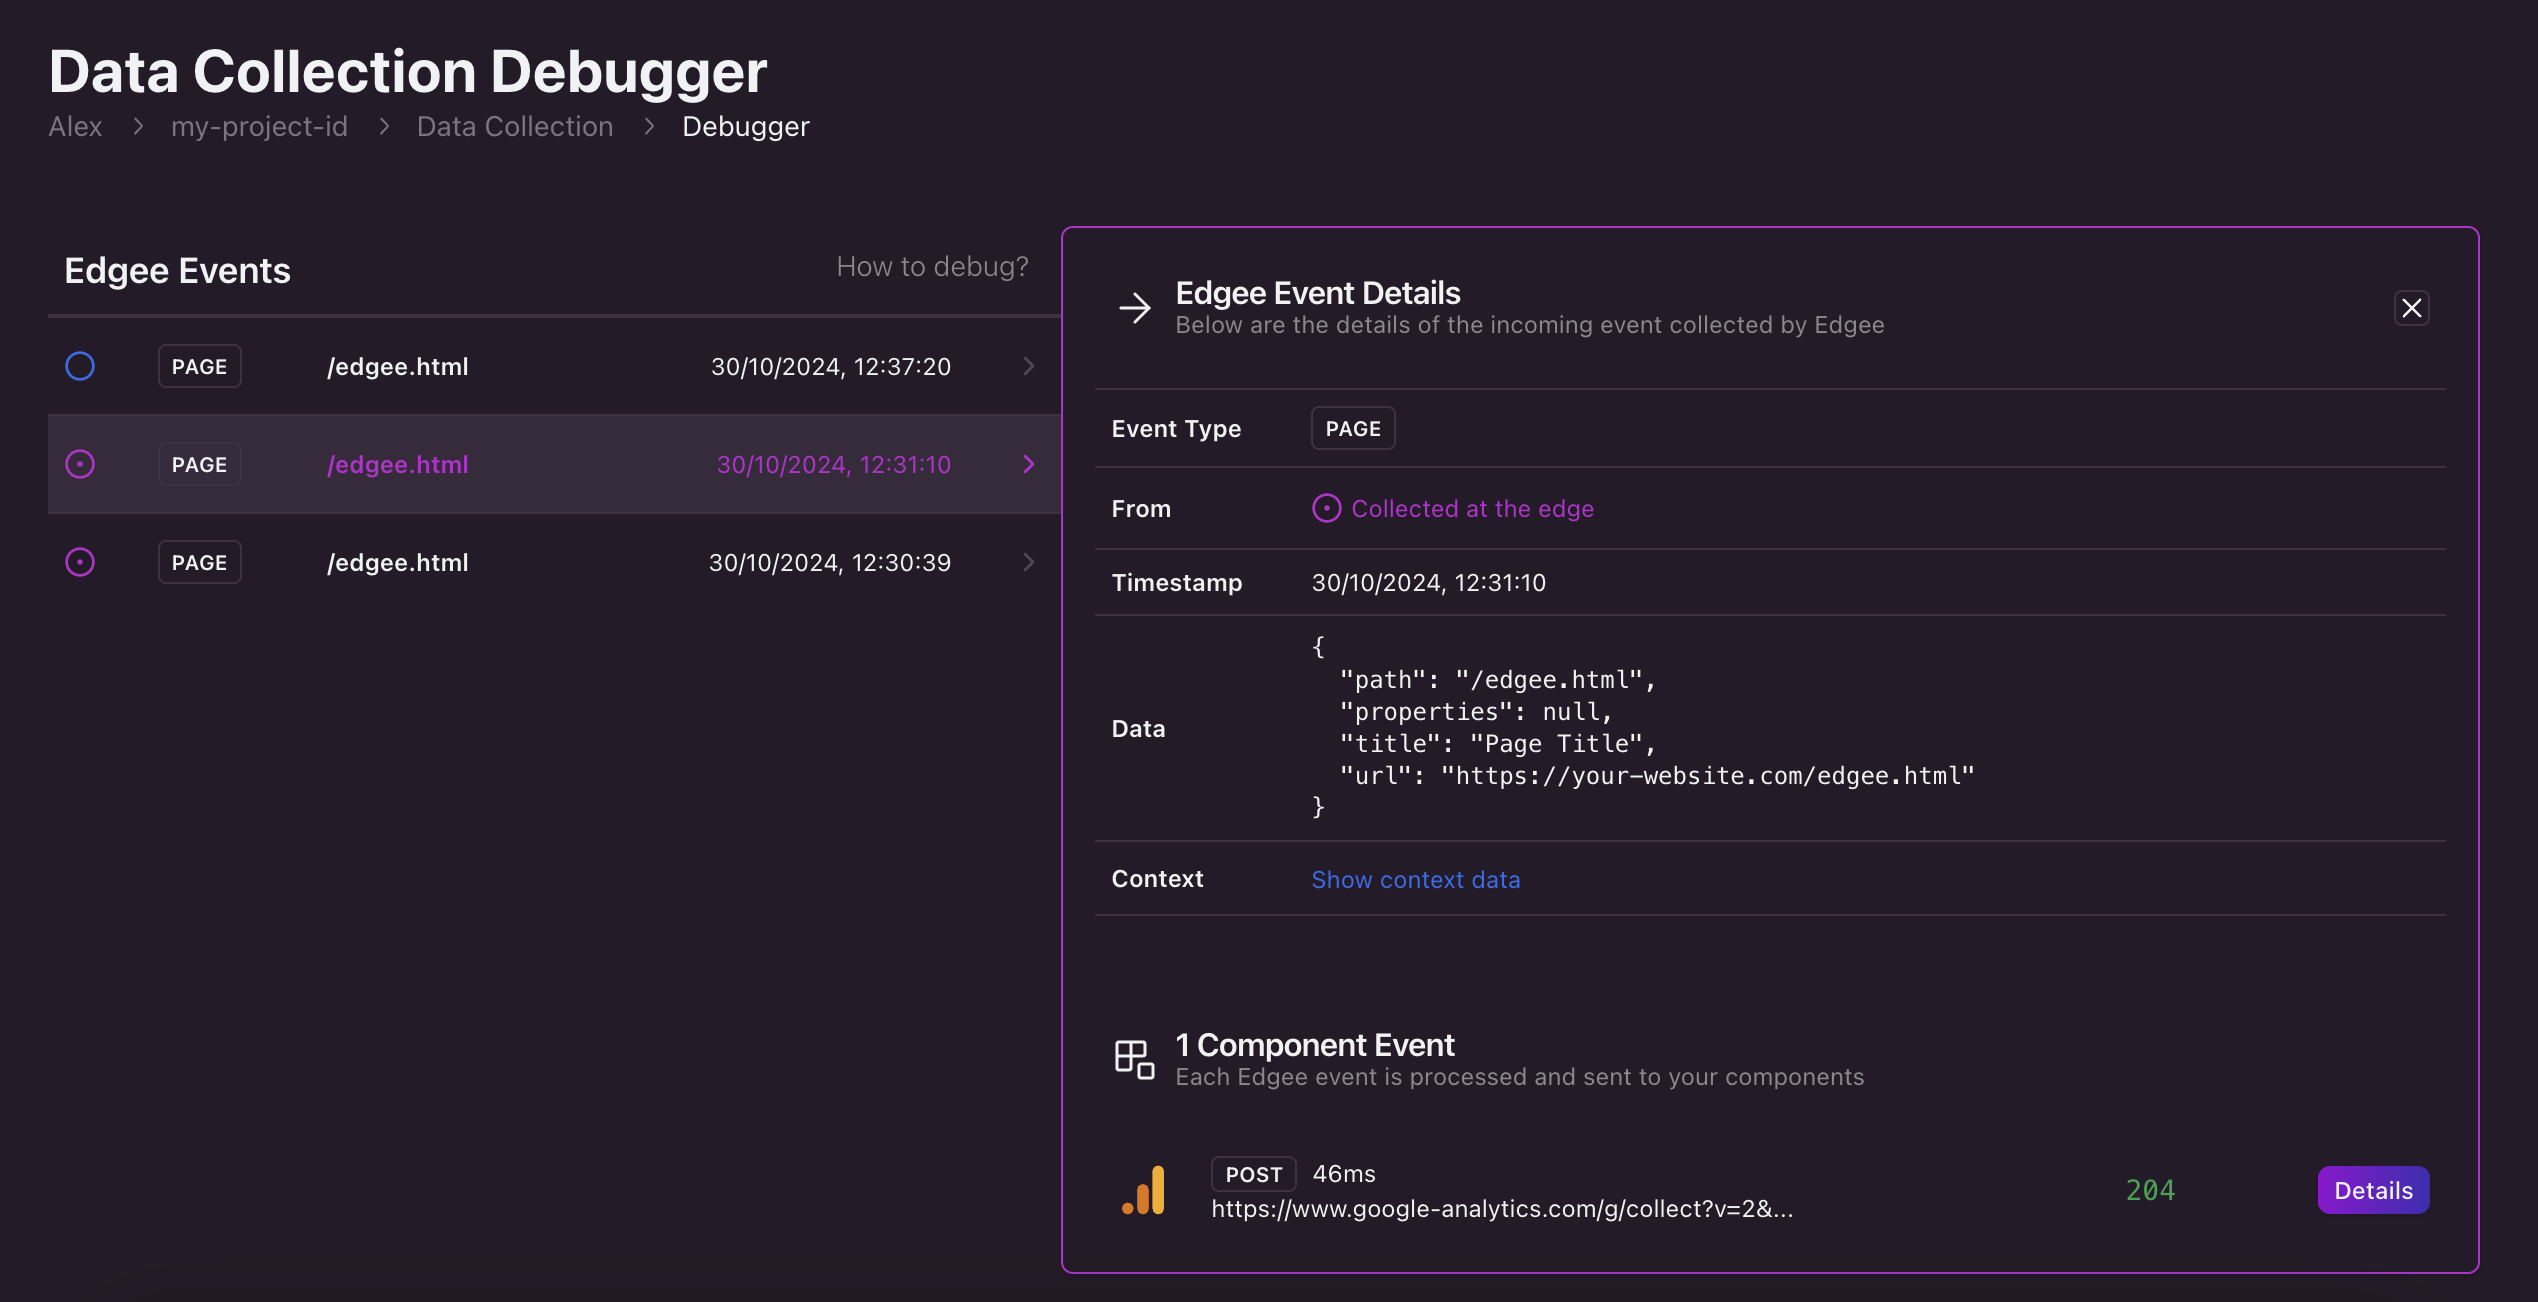 Data Collection Debugger
Alex > my-project-id > Data Collection > Debugger
Edgee Events
How to debug?
PAGE /edgee.html 30/10/2024, 12:37:20
PAGE /edgee.html 30/10/2024, 12:31:10
PAGE /edgee.html 30/10/2024, 12:30:39
Edgee Event Details
Below are the details of the incoming event collected by Edgee
Event Type PAGE
From Collected at the edge
Timestamp 30/10/2024, 12:31:10
Data
{
"path": "/edgee.html",
"properties": null,
"title": "Page Title",
"url": "https://your-website.com/edgee.html"
}
Context Show context data
1 Component Event
Each Edgee event is processed and sent to your components
POST 46ms
https://www.google-analytics.com/g/collect?v=2&...
204
Details